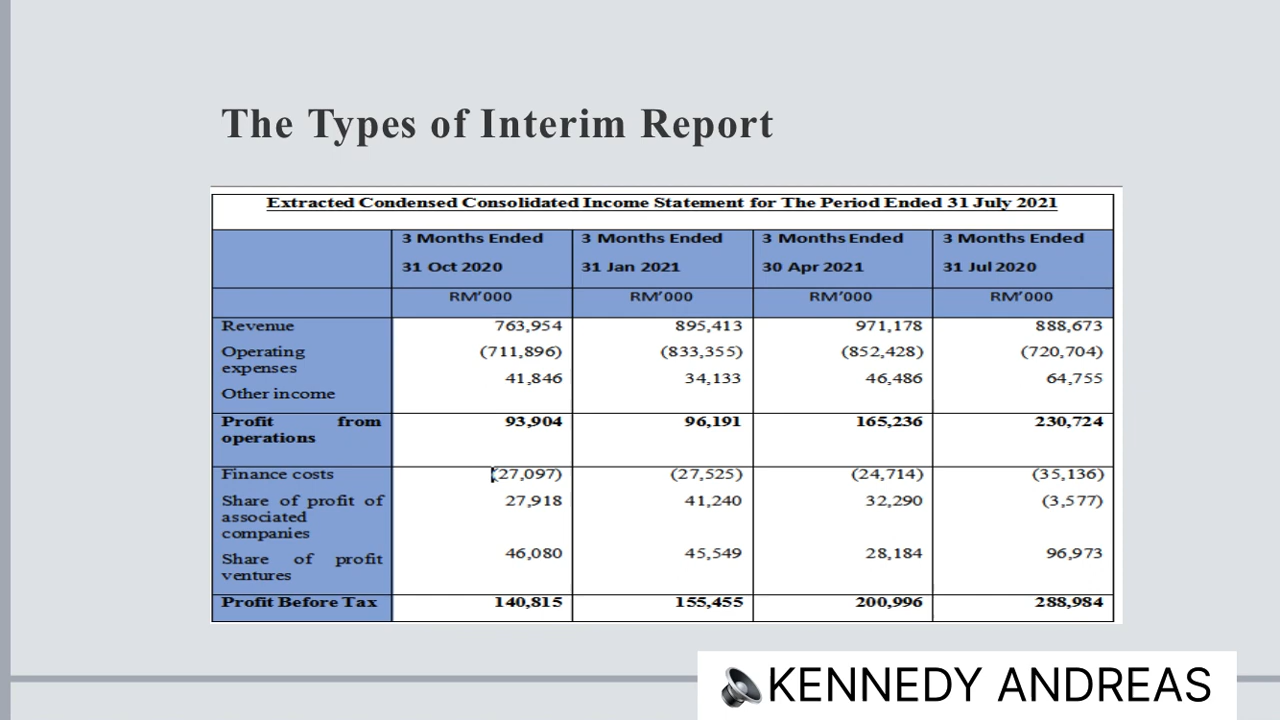 The Types of Interim Report
Extracted Condensed Consolidated Income Statement for The Period Ended 31 July 2021
3 Months Ended 3 Months Ended 3 Months Ended 3 Months Ended
31 Oct 2020 31 Jan 2021 30 Apr 2021 31 Jul 2020
RM'000 RM'000 RM'000 RM'000
Revenue 763,954 895,413 971,178 888,673
Operating (711,896) (833,355) (852,428) (720,704)
expenses
41,846 34,133 46,486 64,755
Other income
Profit from 93,904 96,191 165,236 230,724
operations
Finance costs (27,097) (27,525) (24,714) (35,136)
Share of profit of 27,918 41,240 32,290 (3,577)
associated
companies
Share of profit 46,080 45,549 28,184 96,973
ventures
Profit Before Tax 140,815 155,455 200,996 288,984
KENNEDY ANDREAS